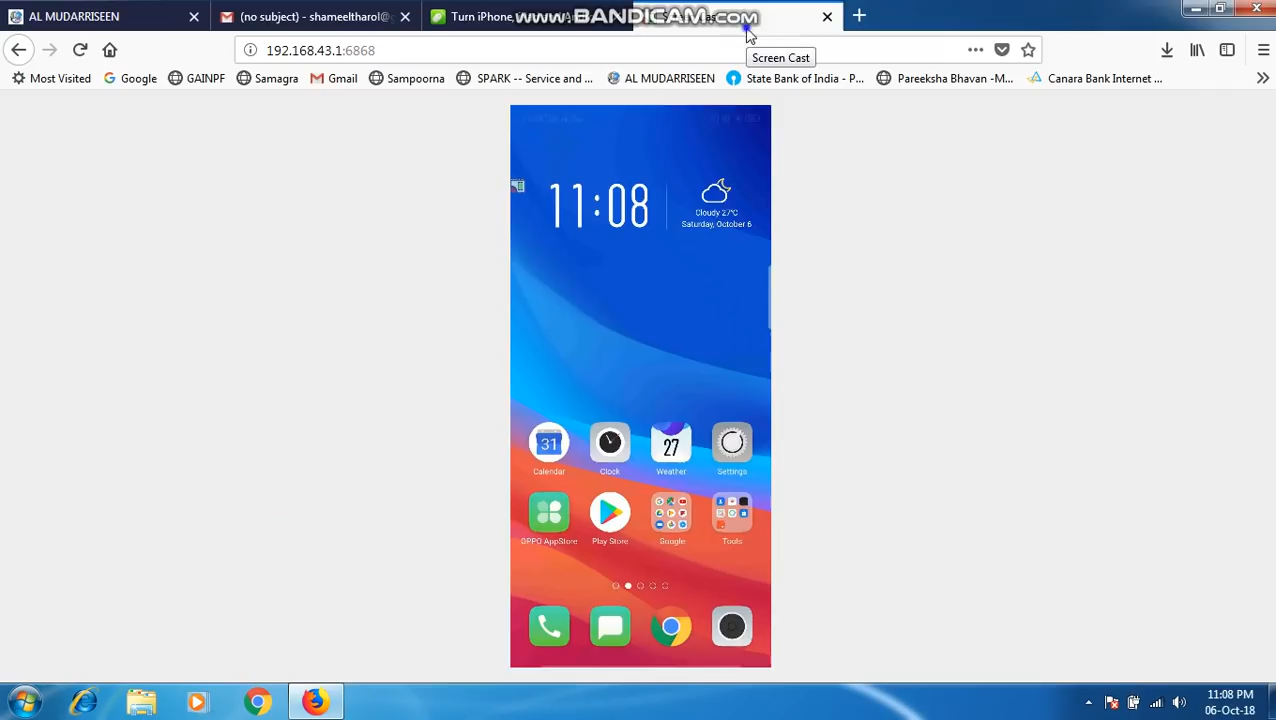 AL MUDARRISEEN
(no subject) - shameeltharol@
Turn iPhone,
www.BANDICAM.com
192.168.43.1:6868
Screen Cast
Most Visited
Google
GAINPF
Samagra
Gmail
Sampoorna
SPARK -- Service and ...
AL MUDARRISEEN
State Bank of India - P...
Pareeksha Bhavan -M...
Canara Bank Internet ...
11:08
Cloudy 27°C
Saturday, October 6
31
27
Calendar
Clock
Weather
Settings
OPPO AppStore
Play Store
Google
Tools
11:08 PM
06-Oct-18